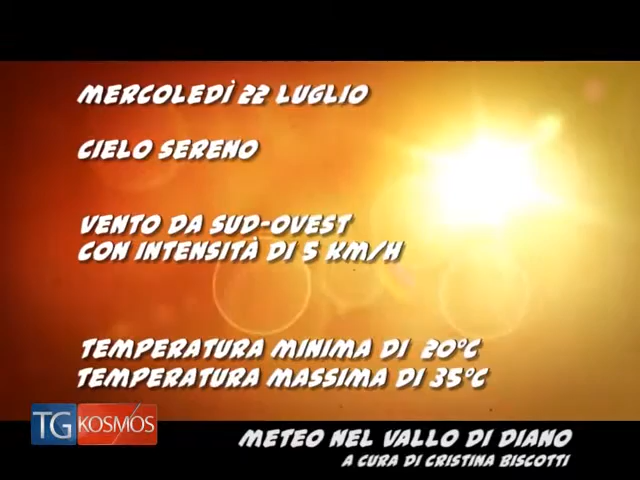 MERCOLEDÌ 22 LUGLIO
CIELO SERENO
VENTO DA SUD-OVEST
CON INTENSITÀ DI 5 KM/H
TEMPERATURA MINIMA DI 20°C
TEMPERATURA MASSIMA DI 35°C
TG KOSMOS
METEO NEL VALLO DI DIANO
A CURA DI CRISTINA BISCOTTI